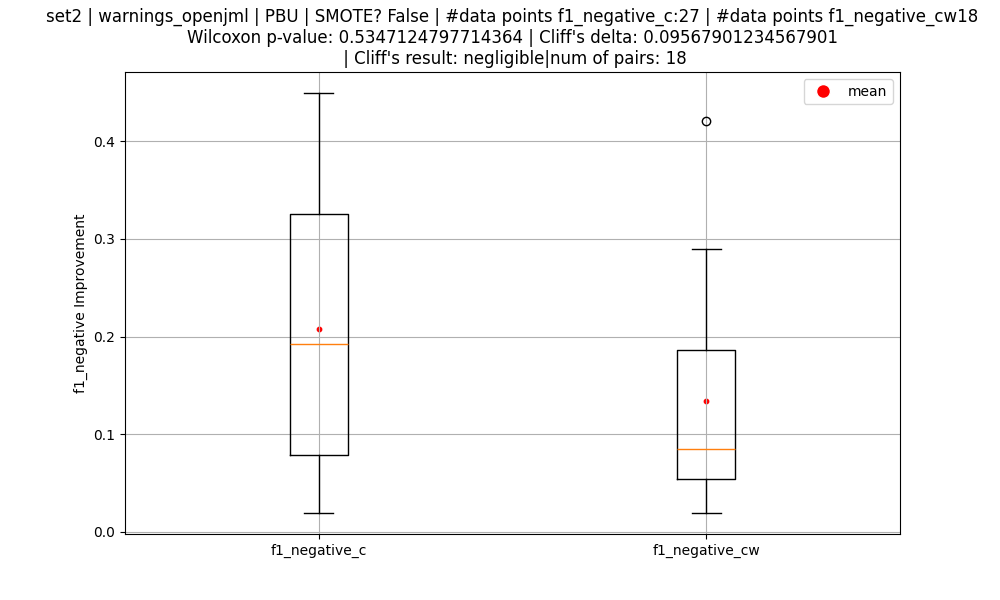 set2 | warnings_openjml | PBU | SMOTE? False | #data points f1_negative_c:27 | #data points f1_negative_cw18
Wilcoxon p-value: 0.5347124797714364 | Cliff's delta: 0.09567901234567901
| Cliff's result: negligible|num of pairs: 18
mean
0.4
0.3
0.2
0.1
0.0
f1_negative Improvement
f1_negative_c
f1_negative_cw